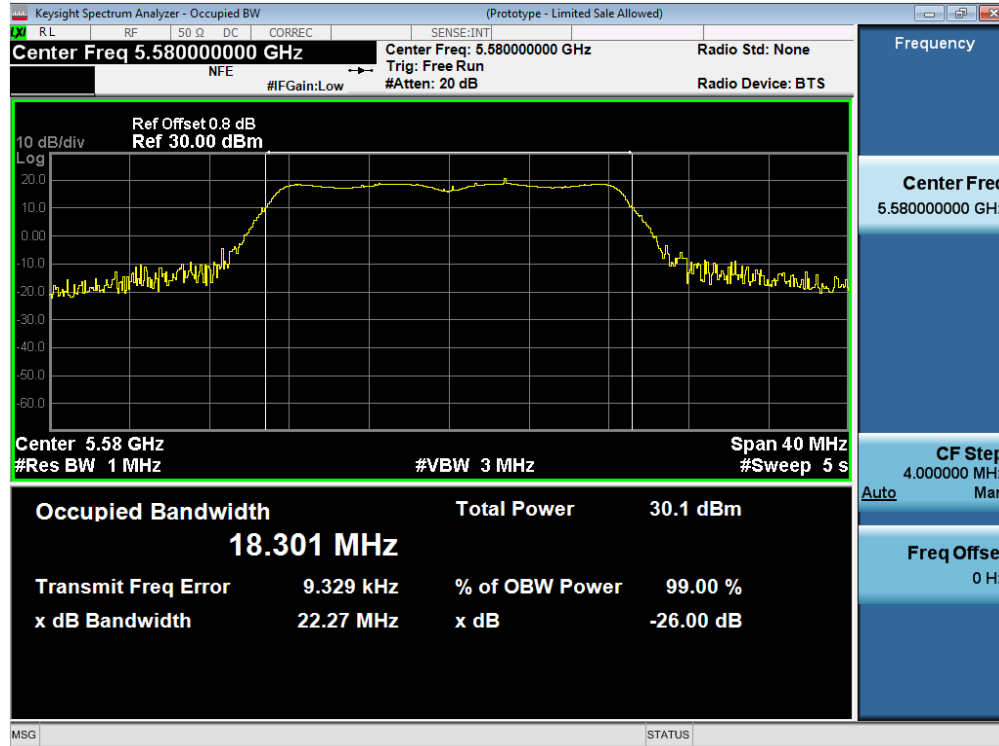 Keysight Spectrum Analyzer - Occupied BW
(Prototype - Limited Sale Allowed)
LXI RL RF 50 Ω DC CORREC SENSE:INT
Center Freq 5.580000000 GHz
NFE
#IFGain:Low
Center Freq: 5.580000000 GHz
Trig: Free Run
#Atten: 20 dB
Radio Std: None
Radio Device: BTS
Ref Offset 0.8 dB
10 dB/div Ref 30.00 dBm
Log
20.0
10.0
0.00
-10.0
-20.0
-30.0
-40.0
-50.0
-60.0
Center 5.58 GHz
Span 40 MHz
#Res BW 1 MHz
#VBW 3 MHz
#Sweep 5 s
Occupied Bandwidth
18.301 MHz
Total Power 30.1 dBm
Transmit Freq Error 9.329 kHz
% of OBW Power 99.00 %
x dB Bandwidth 22.27 MHz
x dB -26.00 dB
MSG
STATUS
Frequency
Center Freq
5.580000000 GH
CF Step
4.000000 MH
Auto Man
Freq Offse
0 H